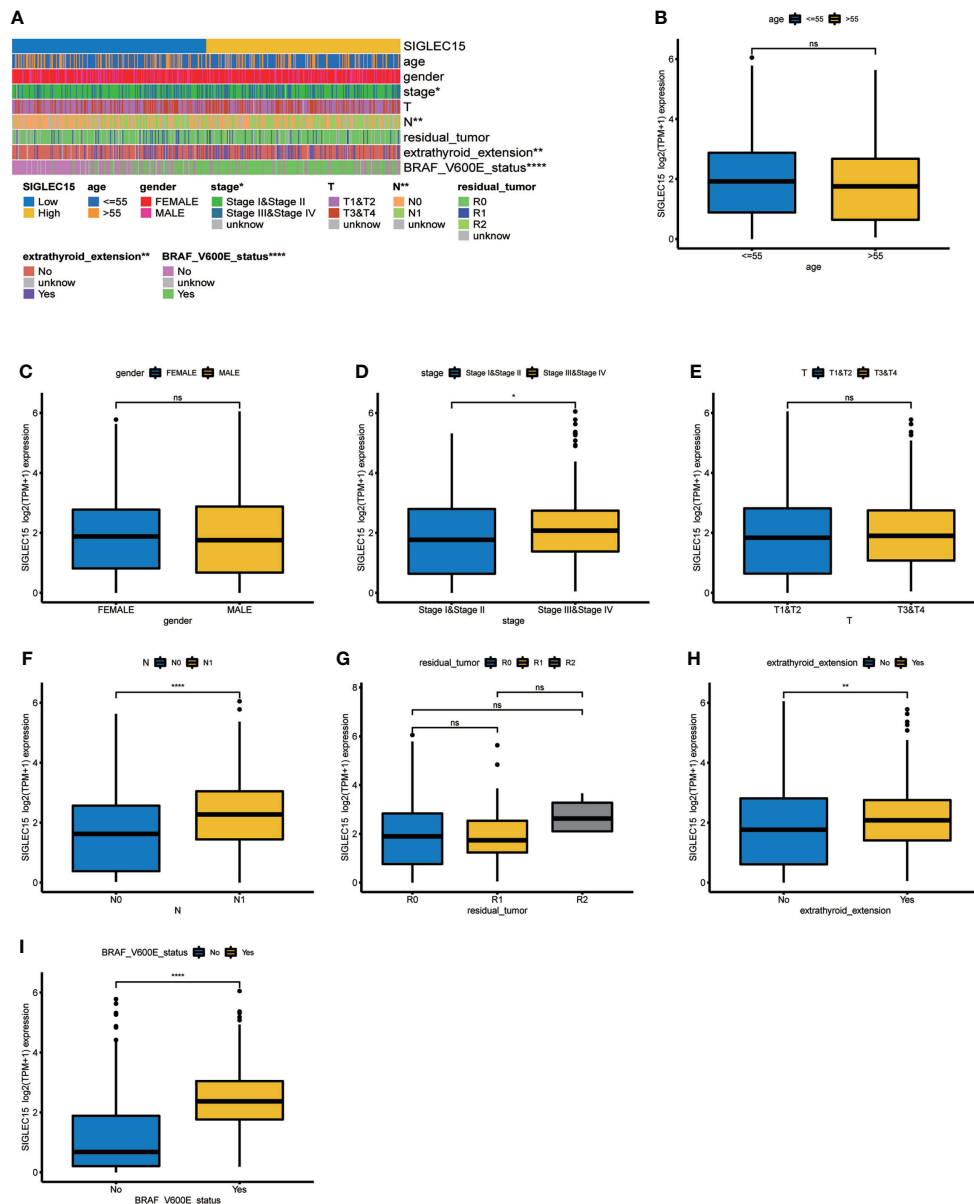 A
SIGLEC15
age
gender
stage*
T
N**
residual_tumor
extrathyroid_extension**
BRAF_V600E_status****
SIGLEC15 age gender stage* T N** residual_tumor
Low <=55 FEMALE Stage I&Stage II T1&T2 N0 R0
High >55 MALE Stage III&Stage IV T3&T4 N1 R1
unknow unknow unknow R2
unknow
extrathyroid_extension** BRAF_V600E_status****
No No
unknow unknow
Yes Yes
B
age <=55 >55
ns
SIGLEC15 log2(TPM+1) expression
6
4
2
0
<=55 >55
age
C
gender FEMALE MALE
ns
SIGLEC15 log2(TPM+1) expression
6
4
2
0
FEMALE MALE
gender
D
stage Stage I&Stage II Stage III&Stage IV
*
SIGLEC15 log2(TPM+1) expression
6
4
2
0
Stage I&Stage II Stage III&Stage IV
stage
E
T T1&T2 T3&T4
ns
SIGLEC15 log2(TPM+1) expression
6
4
2
0
T1&T2 T3&T4
T
F
N N0 N1
****
SIGLEC15 log2(TPM+1) expression
6
4
2
0
N0 N1
N
G
residual_tumor R0 R1 R2
ns
ns
ns
SIGLEC15 log2(TPM+1) expression
8
6
4
2
0
R0 R1 R2
residual_tumor
H
extrathyroid_extension No Yes
**
SIGLEC15 log2(TPM+1) expression
6
4
2
0
No Yes
extrathyroid_extension
I
BRAF_V600E_status No Yes
****
SIGLEC15 log2(TPM+1) expression
6
4
2
0
No Yes
BRAF_V600E_status